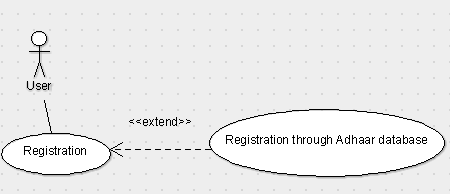 User
<<extend>>
Registration
Registration through Adhaar database